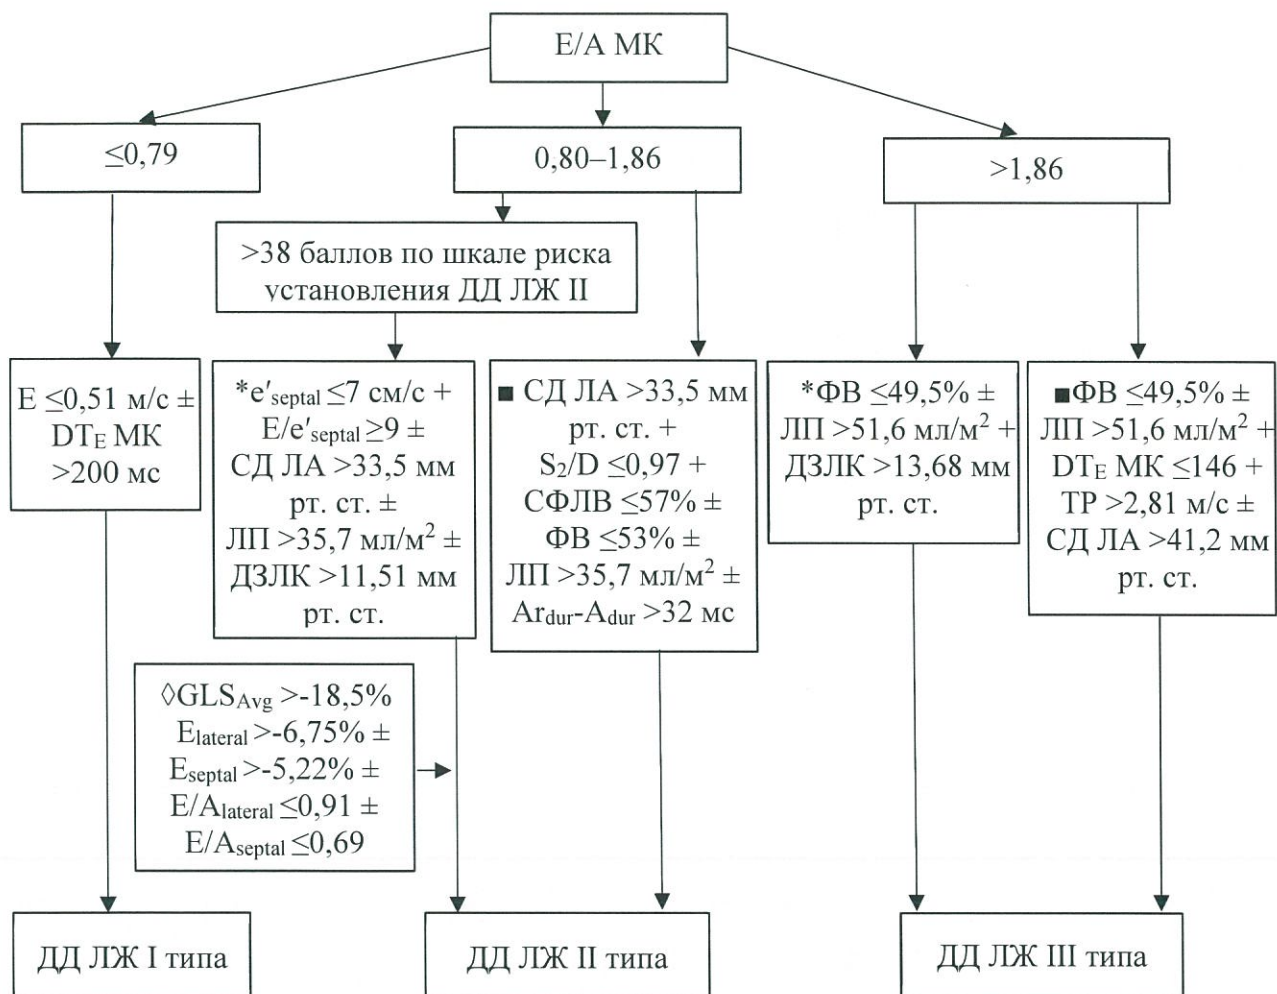 Е/А МК
≤0,79
0,80–1,86
>1,86
>38 баллов по шкале риска
установления ДД ЛЖ II
E ≤0,51 м/с ±
DTE МК
>200 мс
*e′septal ≤7 см/с +
E/e′septal ≥9 ±
СД ЛА >33,5 мм
рт. ст. ±
ЛП >35,7 мл/м² ±
ДЗЛК >11,51 мм
рт. ст.
■ СД ЛА >33,5 мм
рт. ст. +
S2/D ≤0,97 +
СФЛВ ≤57% ±
ФВ ≤53% ±
ЛП >35,7 мл/м² ±
Ardur-Adur >32 мс
*ФВ ≤49,5% ±
ЛП >51,6 мл/м² +
ДЗЛК >13,68 мм
рт. ст.
■ФВ ≤49,5% ±
ЛП >51,6 мл/м² +
DTE МК ≤146 +
ТР >2,81 м/с ±
СД ЛА >41,2 мм
рт. ст.
◊GLSAvg >-18,5%
Elateral >-6,75% ±
Eseptal >-5,22% ±
E/Alateral ≤0,91 ±
E/Aseptal ≤0,69
ДД ЛЖ I типа
ДД ЛЖ II типа
ДД ЛЖ III типа